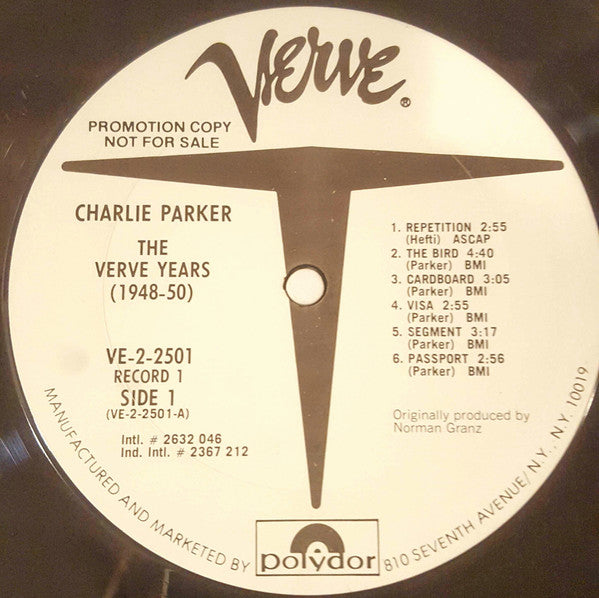 Verve®
PROMOTION COPY
NOT FOR SALE
CHARLIE PARKER
THE
VERVE YEARS
(1948-50)
VE-2-2501
RECORD 1
SIDE 1
(VE-2-2501-A)
Intl. # 2632 046
Ind. Intl. # 2367 212
1. REPETITION 2:55
(Hefti) ASCAP
2. THE BIRD 4:40
(Parker) BMI
3. CARDBOARD 3:05
(Parker) BMI
4. VISA 2:55
(Parker) BMI
5. SEGMENT 3:17
(Parker) BMI
6. PASSPORT 2:56
(Parker) BMI
Originally produced by
Norman Granz
MANUFACTURED AND MARKETED BY polydor 810 SEVENTH AVENUE/N.Y., N.Y. 10019